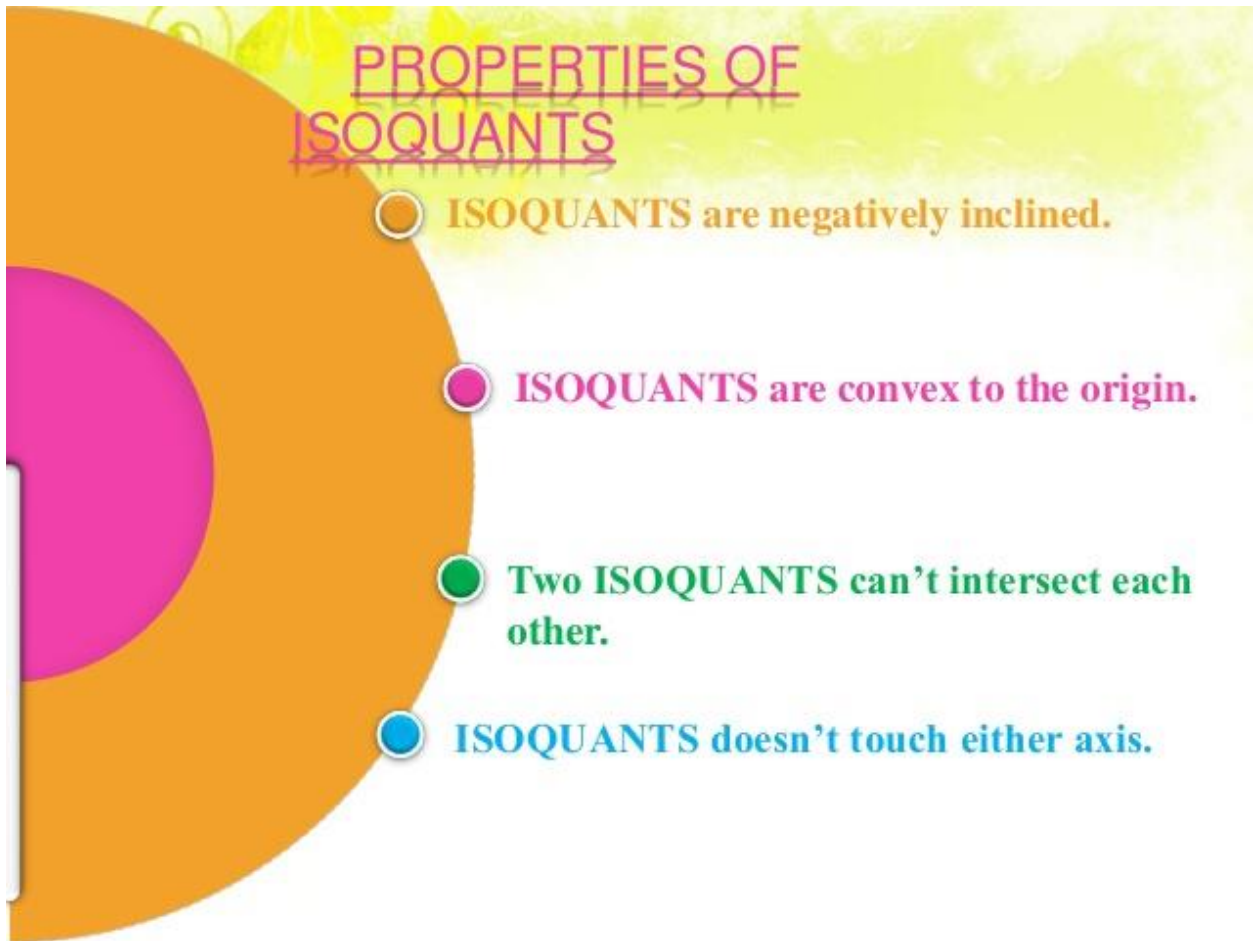 PROPERTIES OF
ISOQUANTS
ISOQUANTS are negatively inclined.
ISOQUANTS are convex to the origin.
Two ISOQUANTS can’t intersect each
other.
ISOQUANTS doesn’t touch either axis.